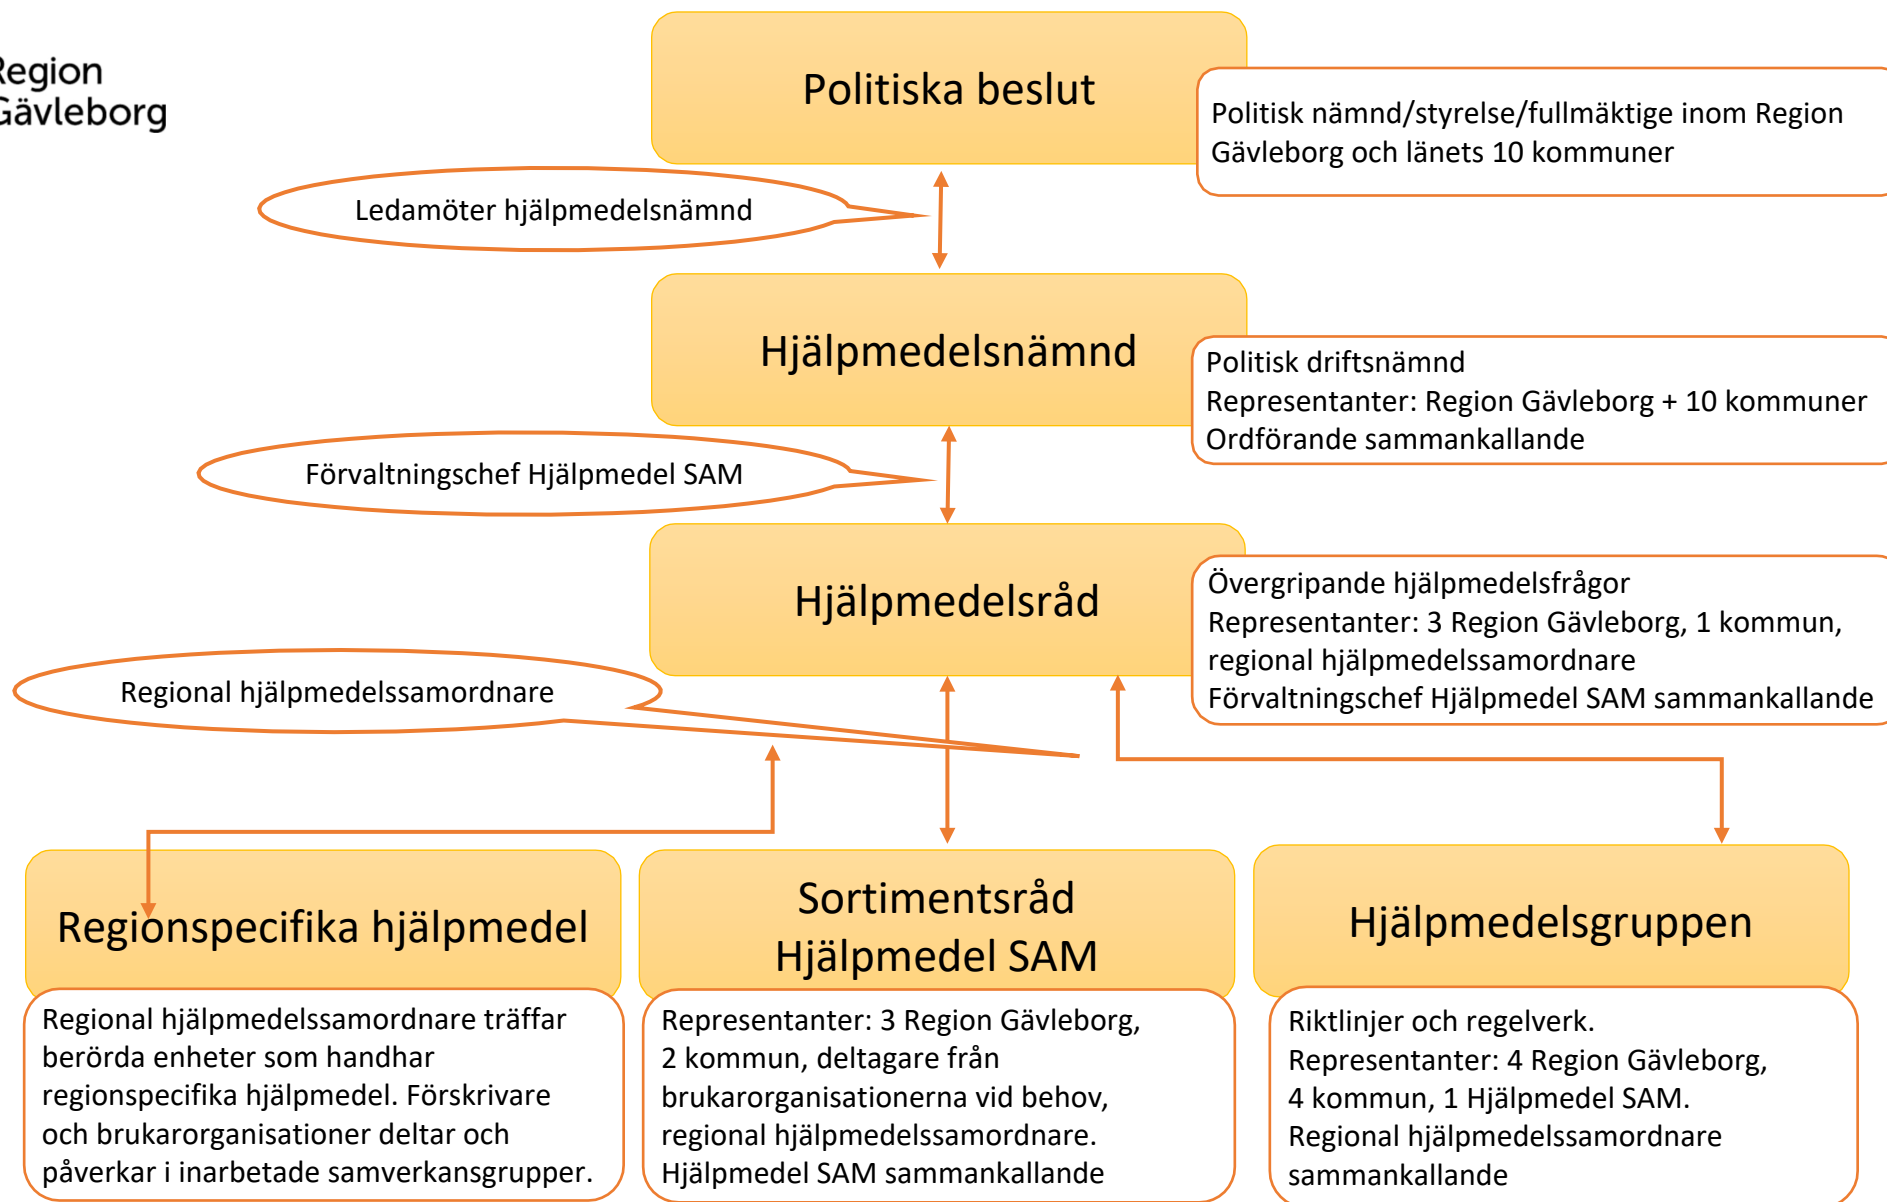 Region
Gävleborg
Politiska beslut
Politisk nämnd/styrelse/fullmäktige inom Region
Gävleborg och länets 10 kommuner
Ledamöter hjälpmedelsnämnd
Hjälpmedelsnämnd
Politisk driftsnämnd
Representanter: Region Gävleborg + 10 kommuner
Ordförande sammankallande
Förvaltningschef Hjälpmedel SAM
Hjälpmedelsråd
Övergripande hjälpmedelsfrågor
Representanter: 3 Region Gävleborg, 1 kommun,
regional hjälpmedelssamordnare
Förvaltningschef Hjälpmedel SAM sammankallande
Regional hjälpmedelssamordnare
Regionspecifika hjälpmedel
Regional hjälpmedelssamordnare träffar
berörda enheter som handhar
regionspecifika hjälpmedel. Förskrivare
och brukarorganisationer deltar och
påverkar i inarbetade samverkansgrupper.
Sortimentsråd
Hjälpmedel SAM
Representanter: 3 Region Gävleborg,
2 kommun, deltagare från
brukarorganisationerna vid behov,
regional hjälpmedelssamordnare.
Hjälpmedel SAM sammankallande
Hjälpmedelsgruppen
Riktlinjer och regelverk.
Representanter: 4 Region Gävleborg,
4 kommun, 1 Hjälpmedel SAM.
Regional hjälpmedelssamordnare
sammankallande